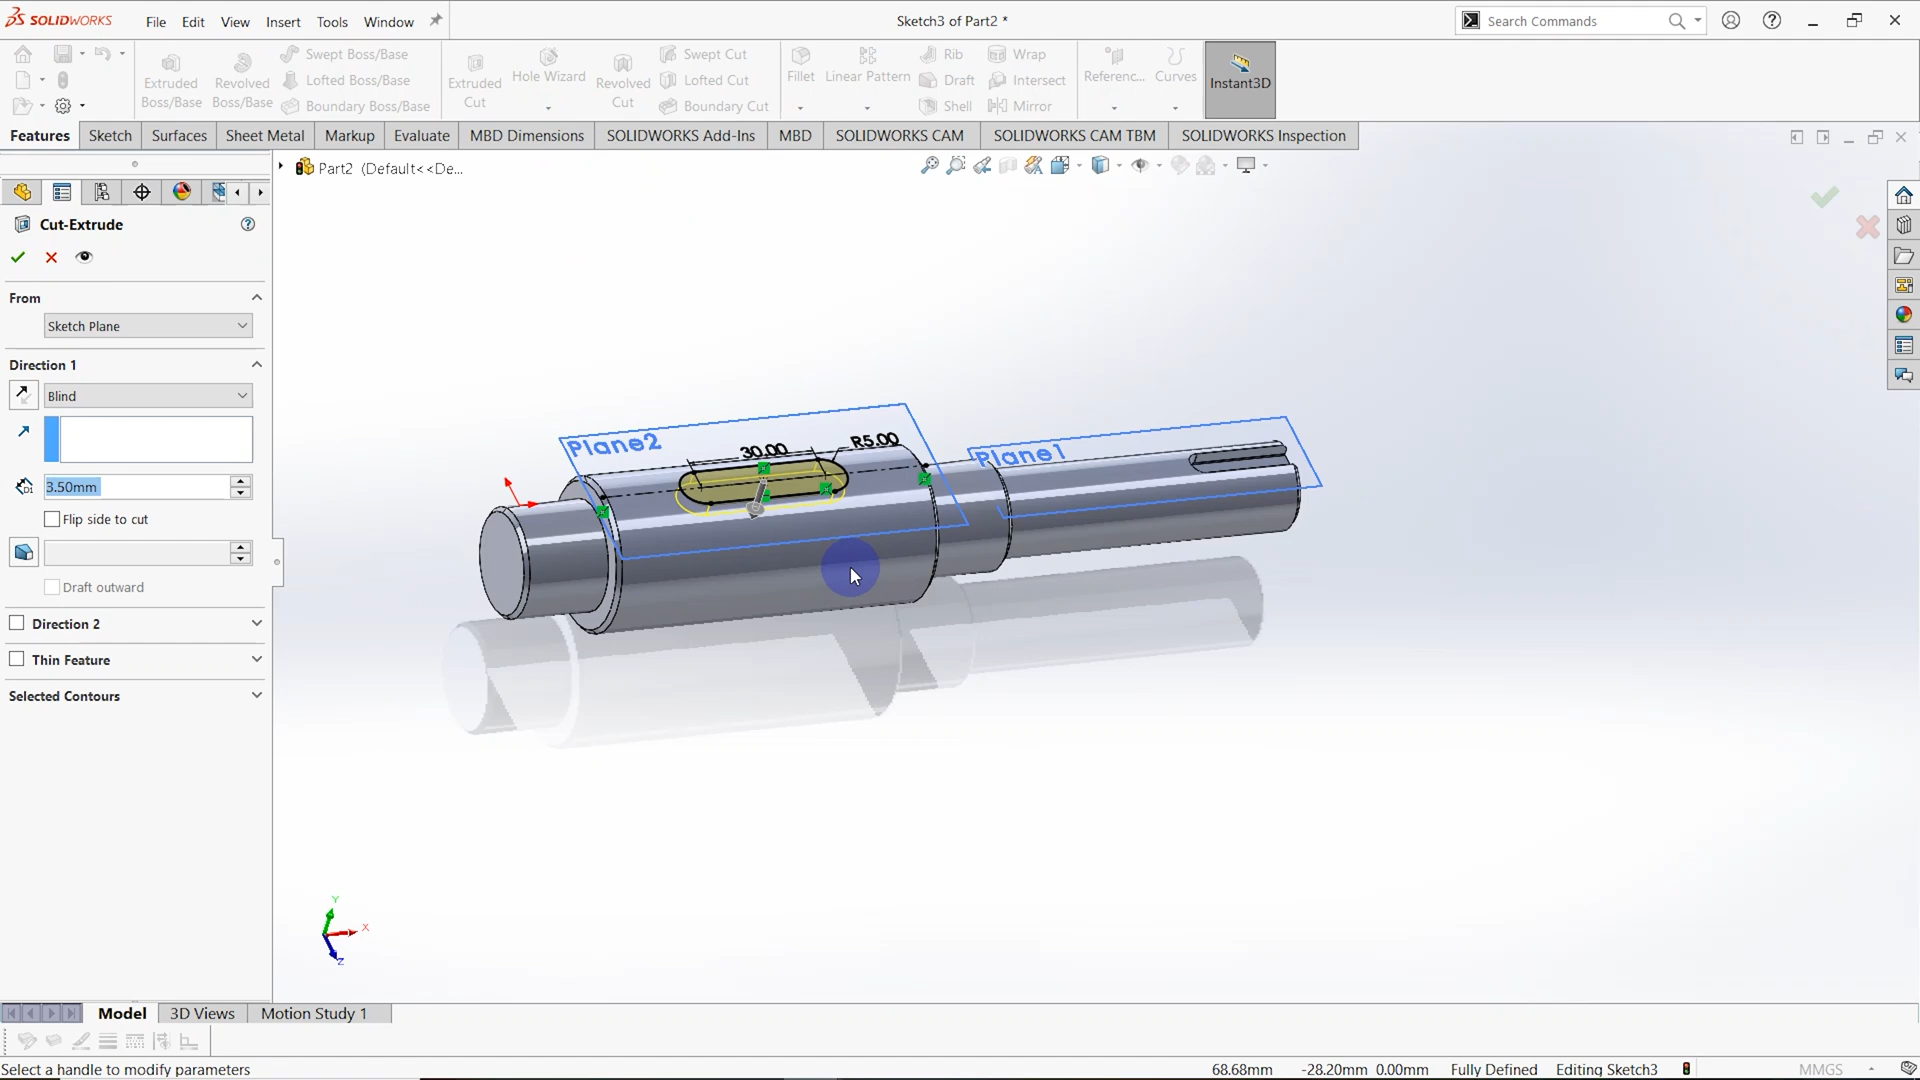 SOLIDWORKS
File
Edit
View
Insert
Tools
Window
Sketch3 of Part2 *
Search Commands
Extruded Boss/Base
Revolved Boss/Base
Swept Boss/Base
Lofted Boss/Base
Boundary Boss/Base
Extruded Cut
Hole Wizard
Revolved Cut
Swept Cut
Lofted Cut
Boundary Cut
Fillet
Linear Pattern
Rib
Draft
Shell
Wrap
Intersect
Mirror
Referenc...
Curves
Instant3D
Features
Sketch
Surfaces
Sheet Metal
Markup
Evaluate
MBD Dimensions
SOLIDWORKS Add-Ins
MBD
SOLIDWORKS CAM
SOLIDWORKS CAM TBM
SOLIDWORKS Inspection
Part2 (Default<<De...
Cut-Extrude
From
Sketch Plane
Direction 1
Blind
3.50mm
Flip side to cut
Draft outward
Direction 2
Thin Feature
Selected Contours
Plane2
30.00
R5.00
Plane1
Y
X
Z
Model
3D Views
Motion Study 1
Select a handle to modify parameters
68.68mm
-28.20mm
0.00mm
Fully Defined
Editing Sketch3
MMGS